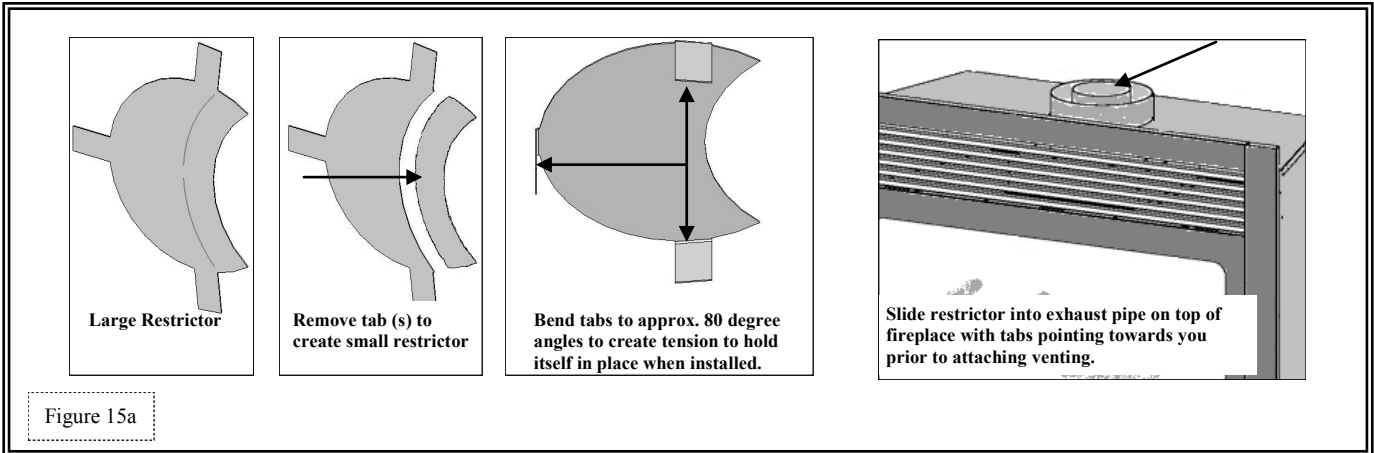 Large Restrictor
Remove tab (s) to
create small restrictor
Bend tabs to approx. 80 degree
angles to create tension to hold
itself in place when installed.
Slide restrictor into exhaust pipe on top of
fireplace with tabs pointing towards you
prior to attaching venting.
Figure 15a